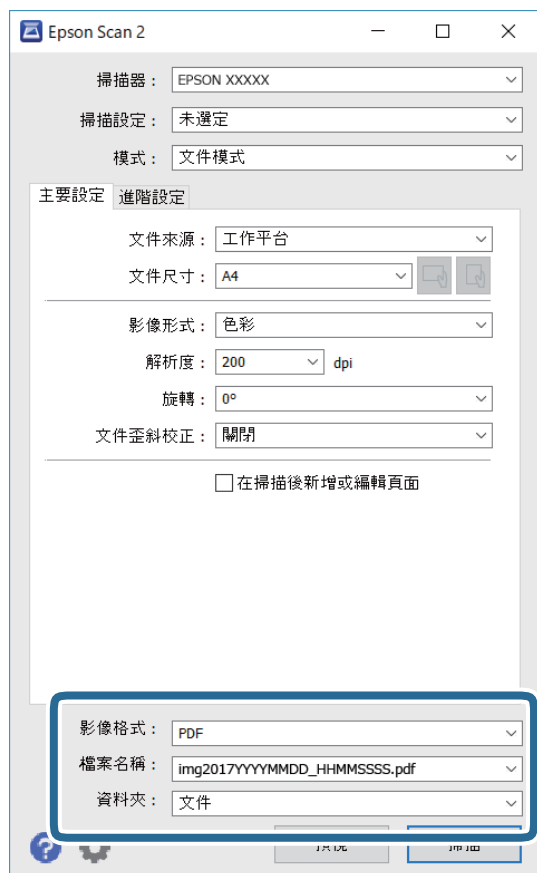 Epson Scan 2
掃描器： EPSON XXXXX
掃描設定： 未選定
模式： 文件模式
主要設定 進階設定
文件來源： 工作平台
文件尺寸： A4
影像形式： 色彩
解析度： 200 dpi
旋轉： 0°
文件歪斜校正： 關閉
在掃描後新增或編輯頁面
影像格式： PDF
檔案名稱： img2017YYYYMMDD_HHMMSSSS.pdf
資料夾： 文件